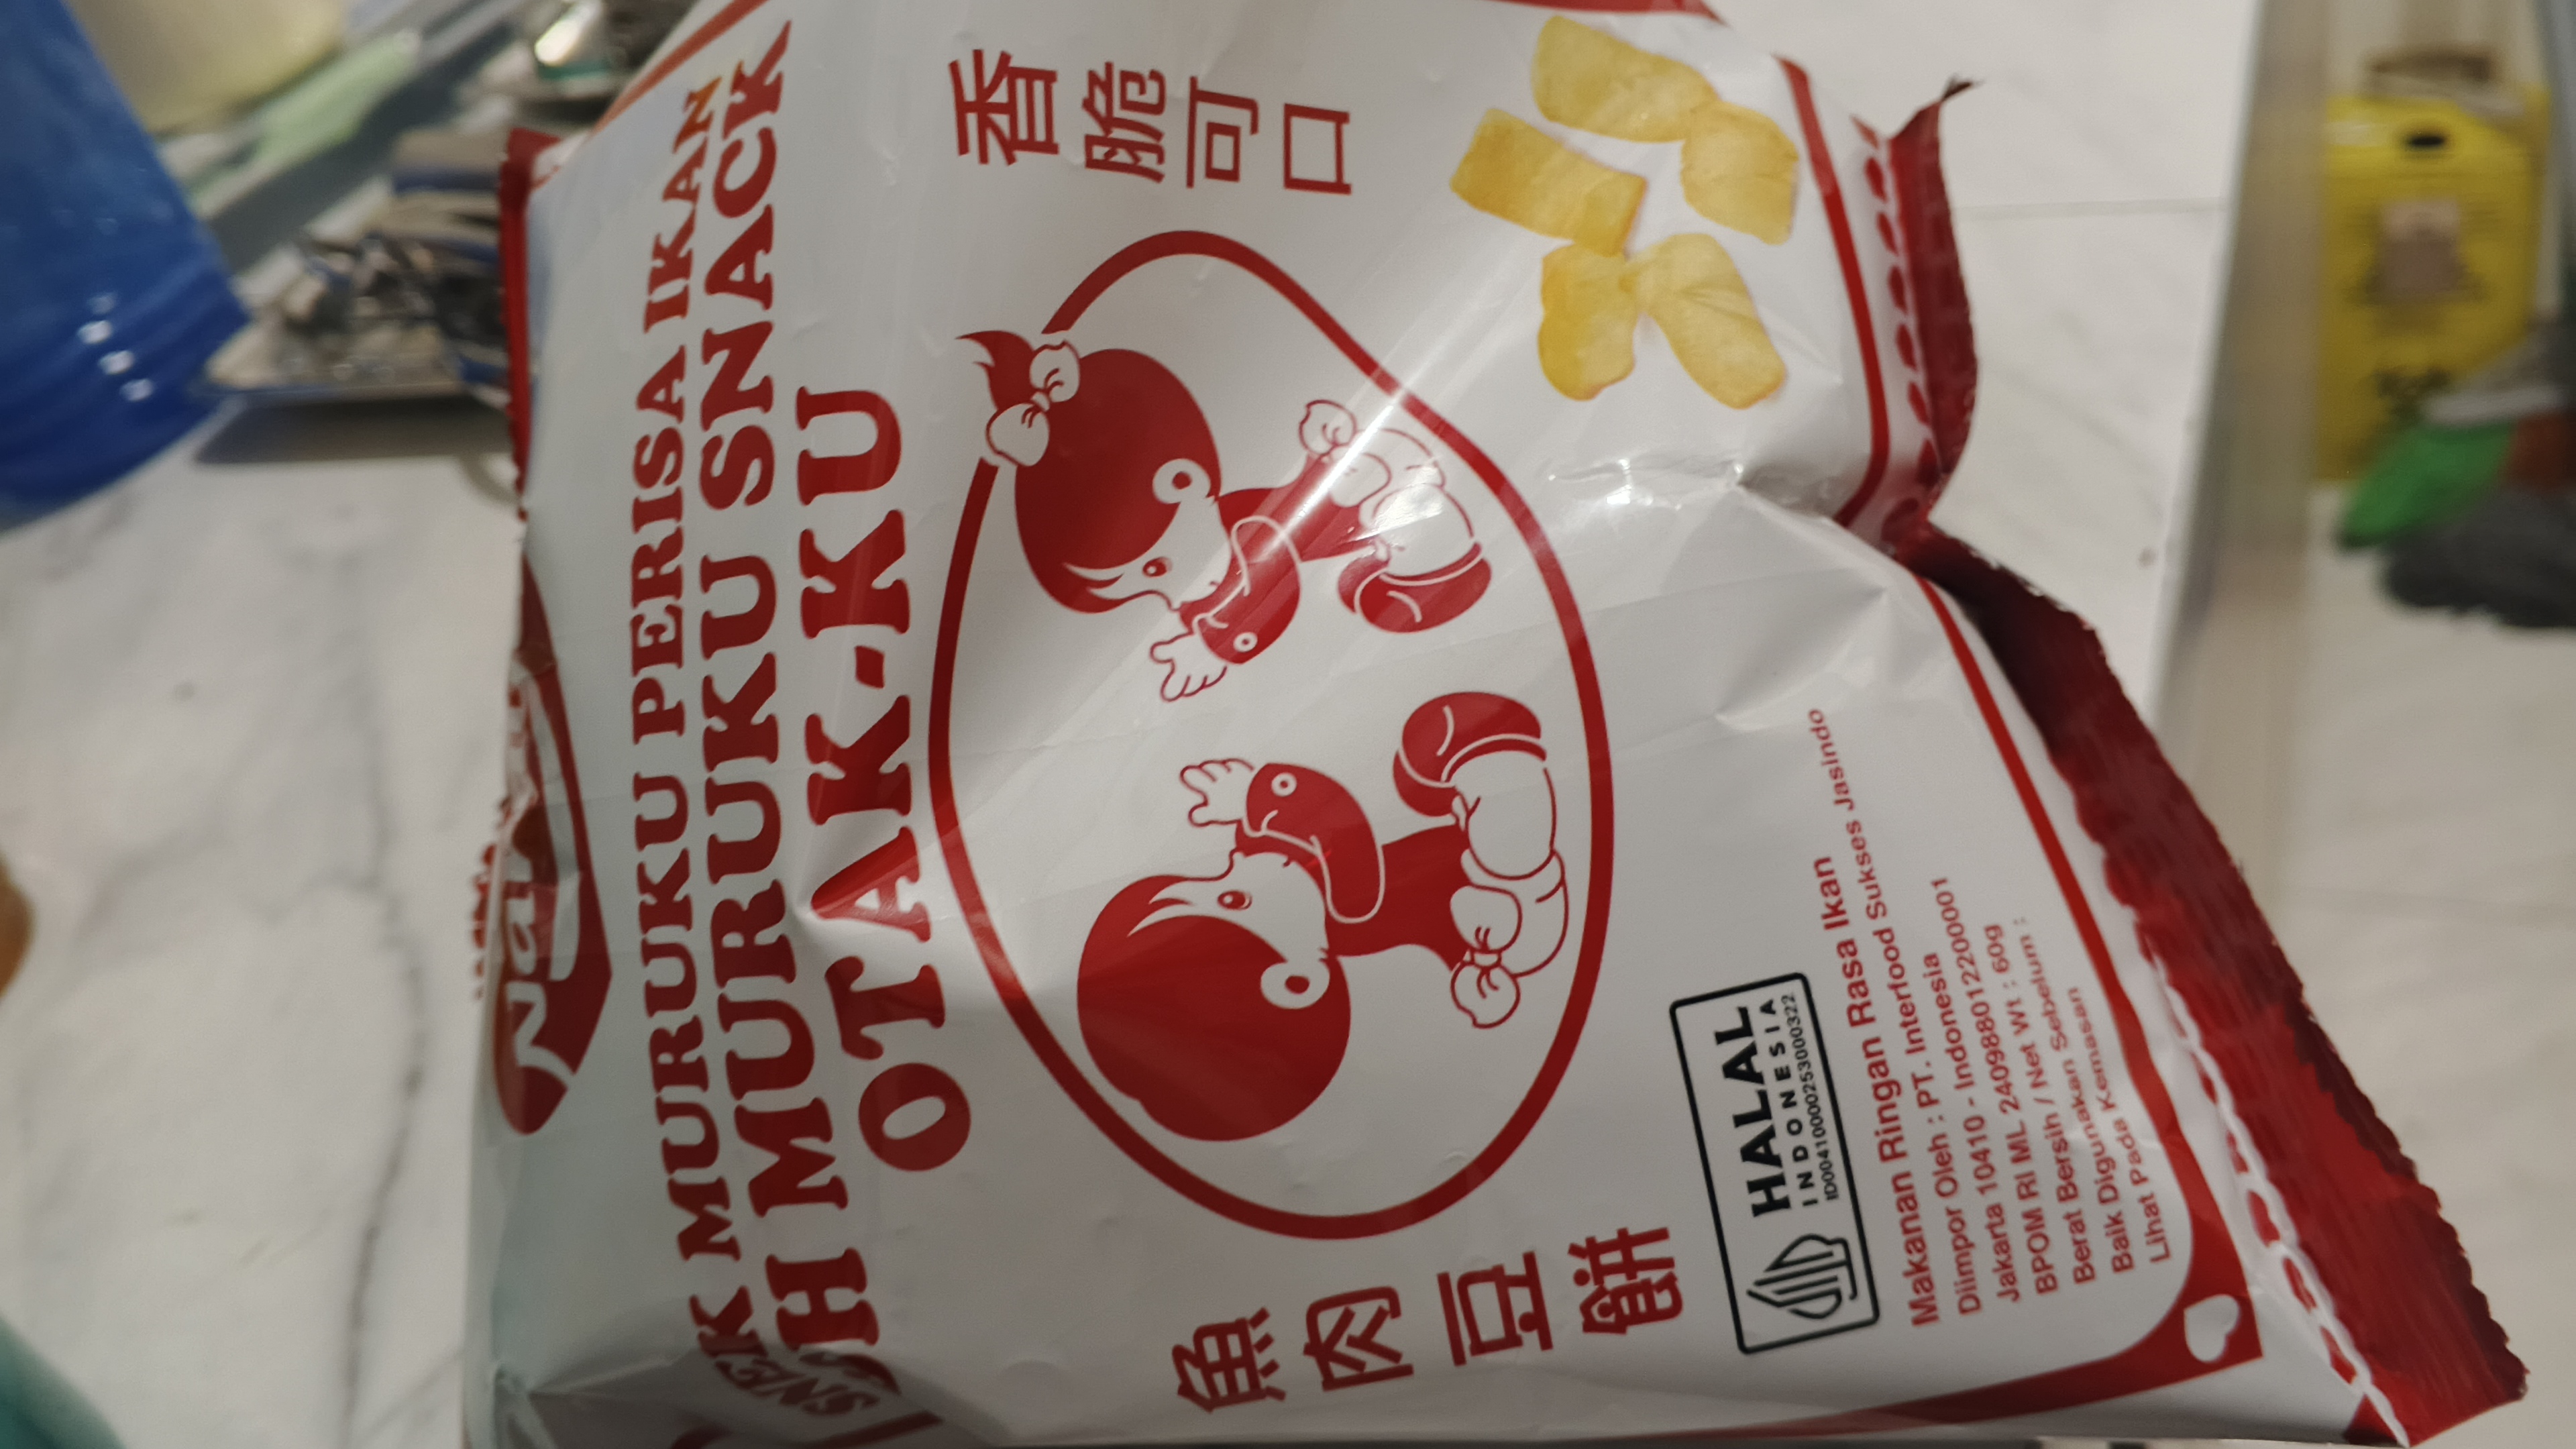 SNEK MURUKU PERISA IKAN
MURUKU SNACK
OTAK-KU
香脆可口
魚肉豆餅
HALAL
INDONESIA
ID00410000253000322
Makanan Ringan Rasa Ikan
Diimpor Oleh : PT. Interfood Sukses Jasindo
Jakarta 10410 - Indonesia
BPOM RI ML 240988012200001
Berat Bersih / Net Wt : 60g
Baik Digunakan Sebelum :
Lihat Pada Kemasan